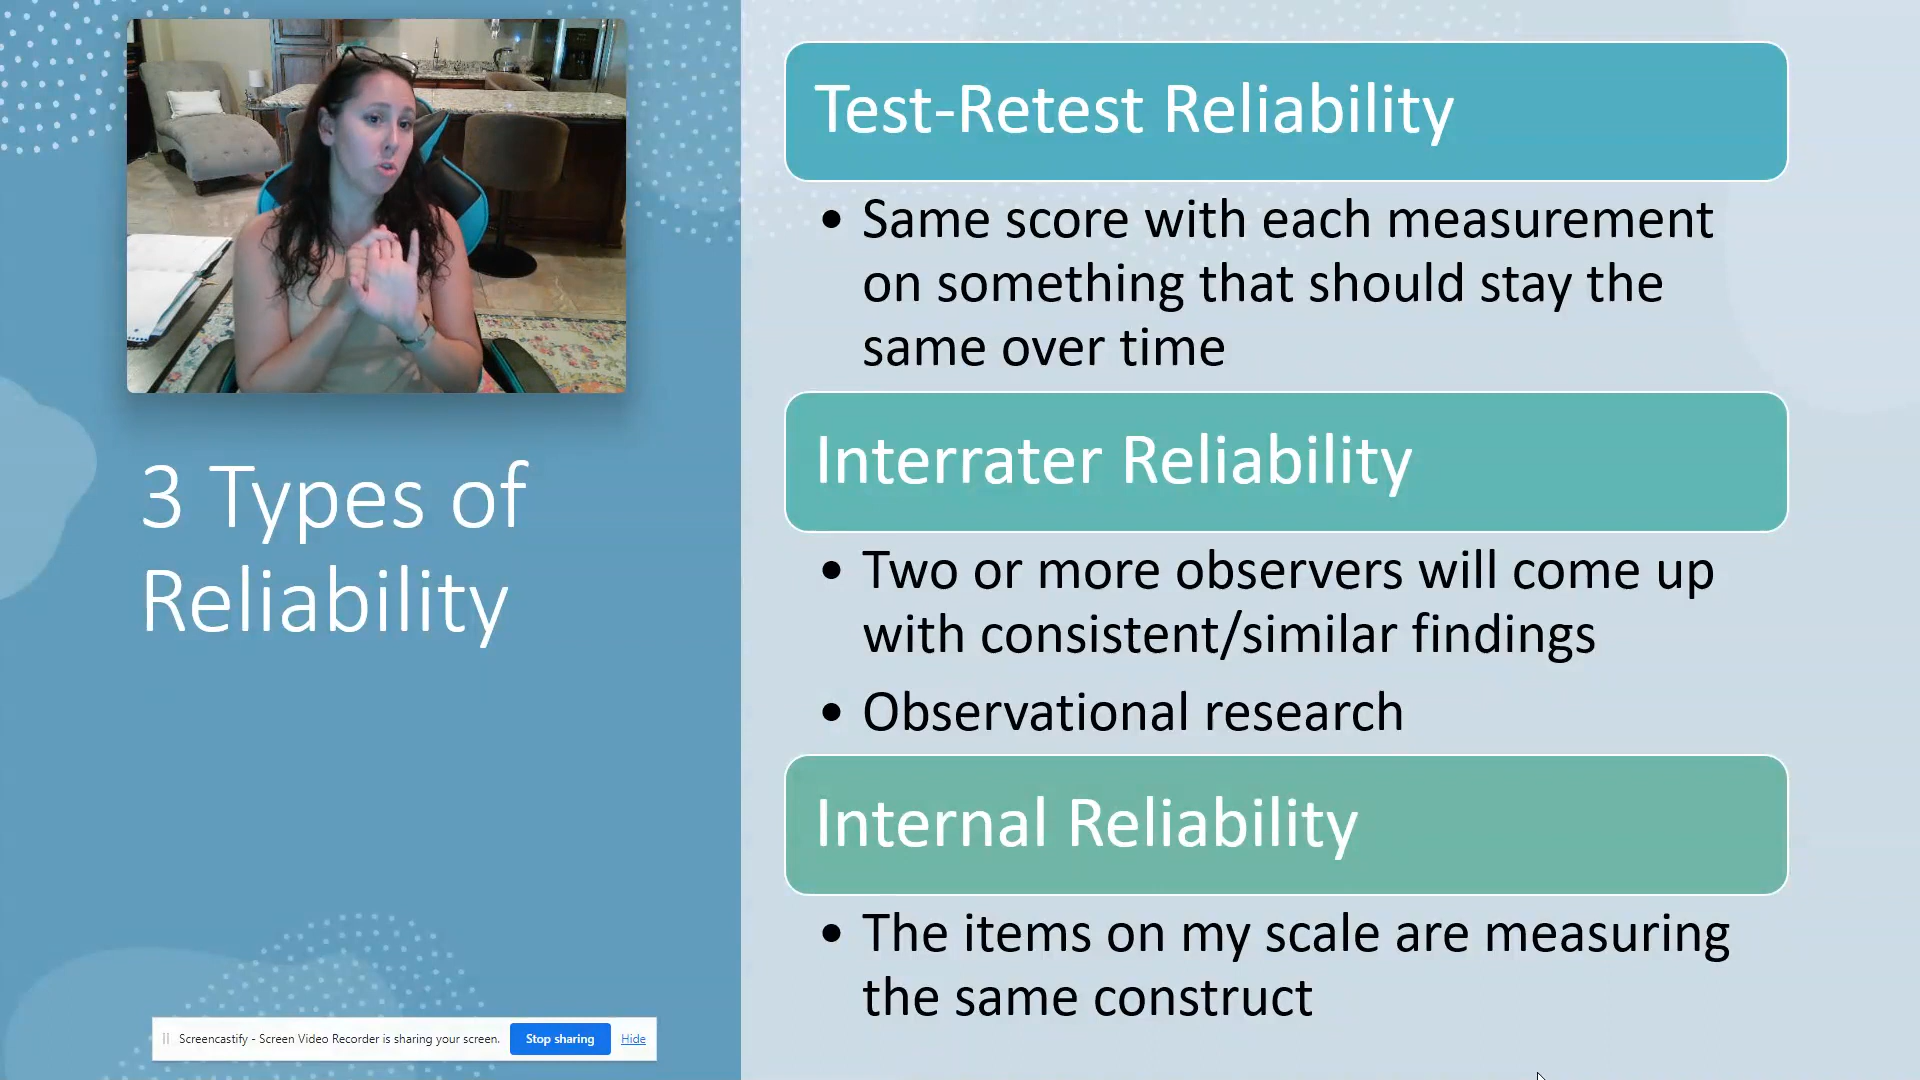 3 Types of
Reliability
Test-Retest Reliability
• Same score with each measurement
on something that should stay the
same over time
Interrater Reliability
• Two or more observers will come up
with consistent/similar findings
• Observational research
Internal Reliability
• The items on my scale are measuring
the same construct
Screencastify - Screen Video Recorder is sharing your screen. Stop sharing Hide